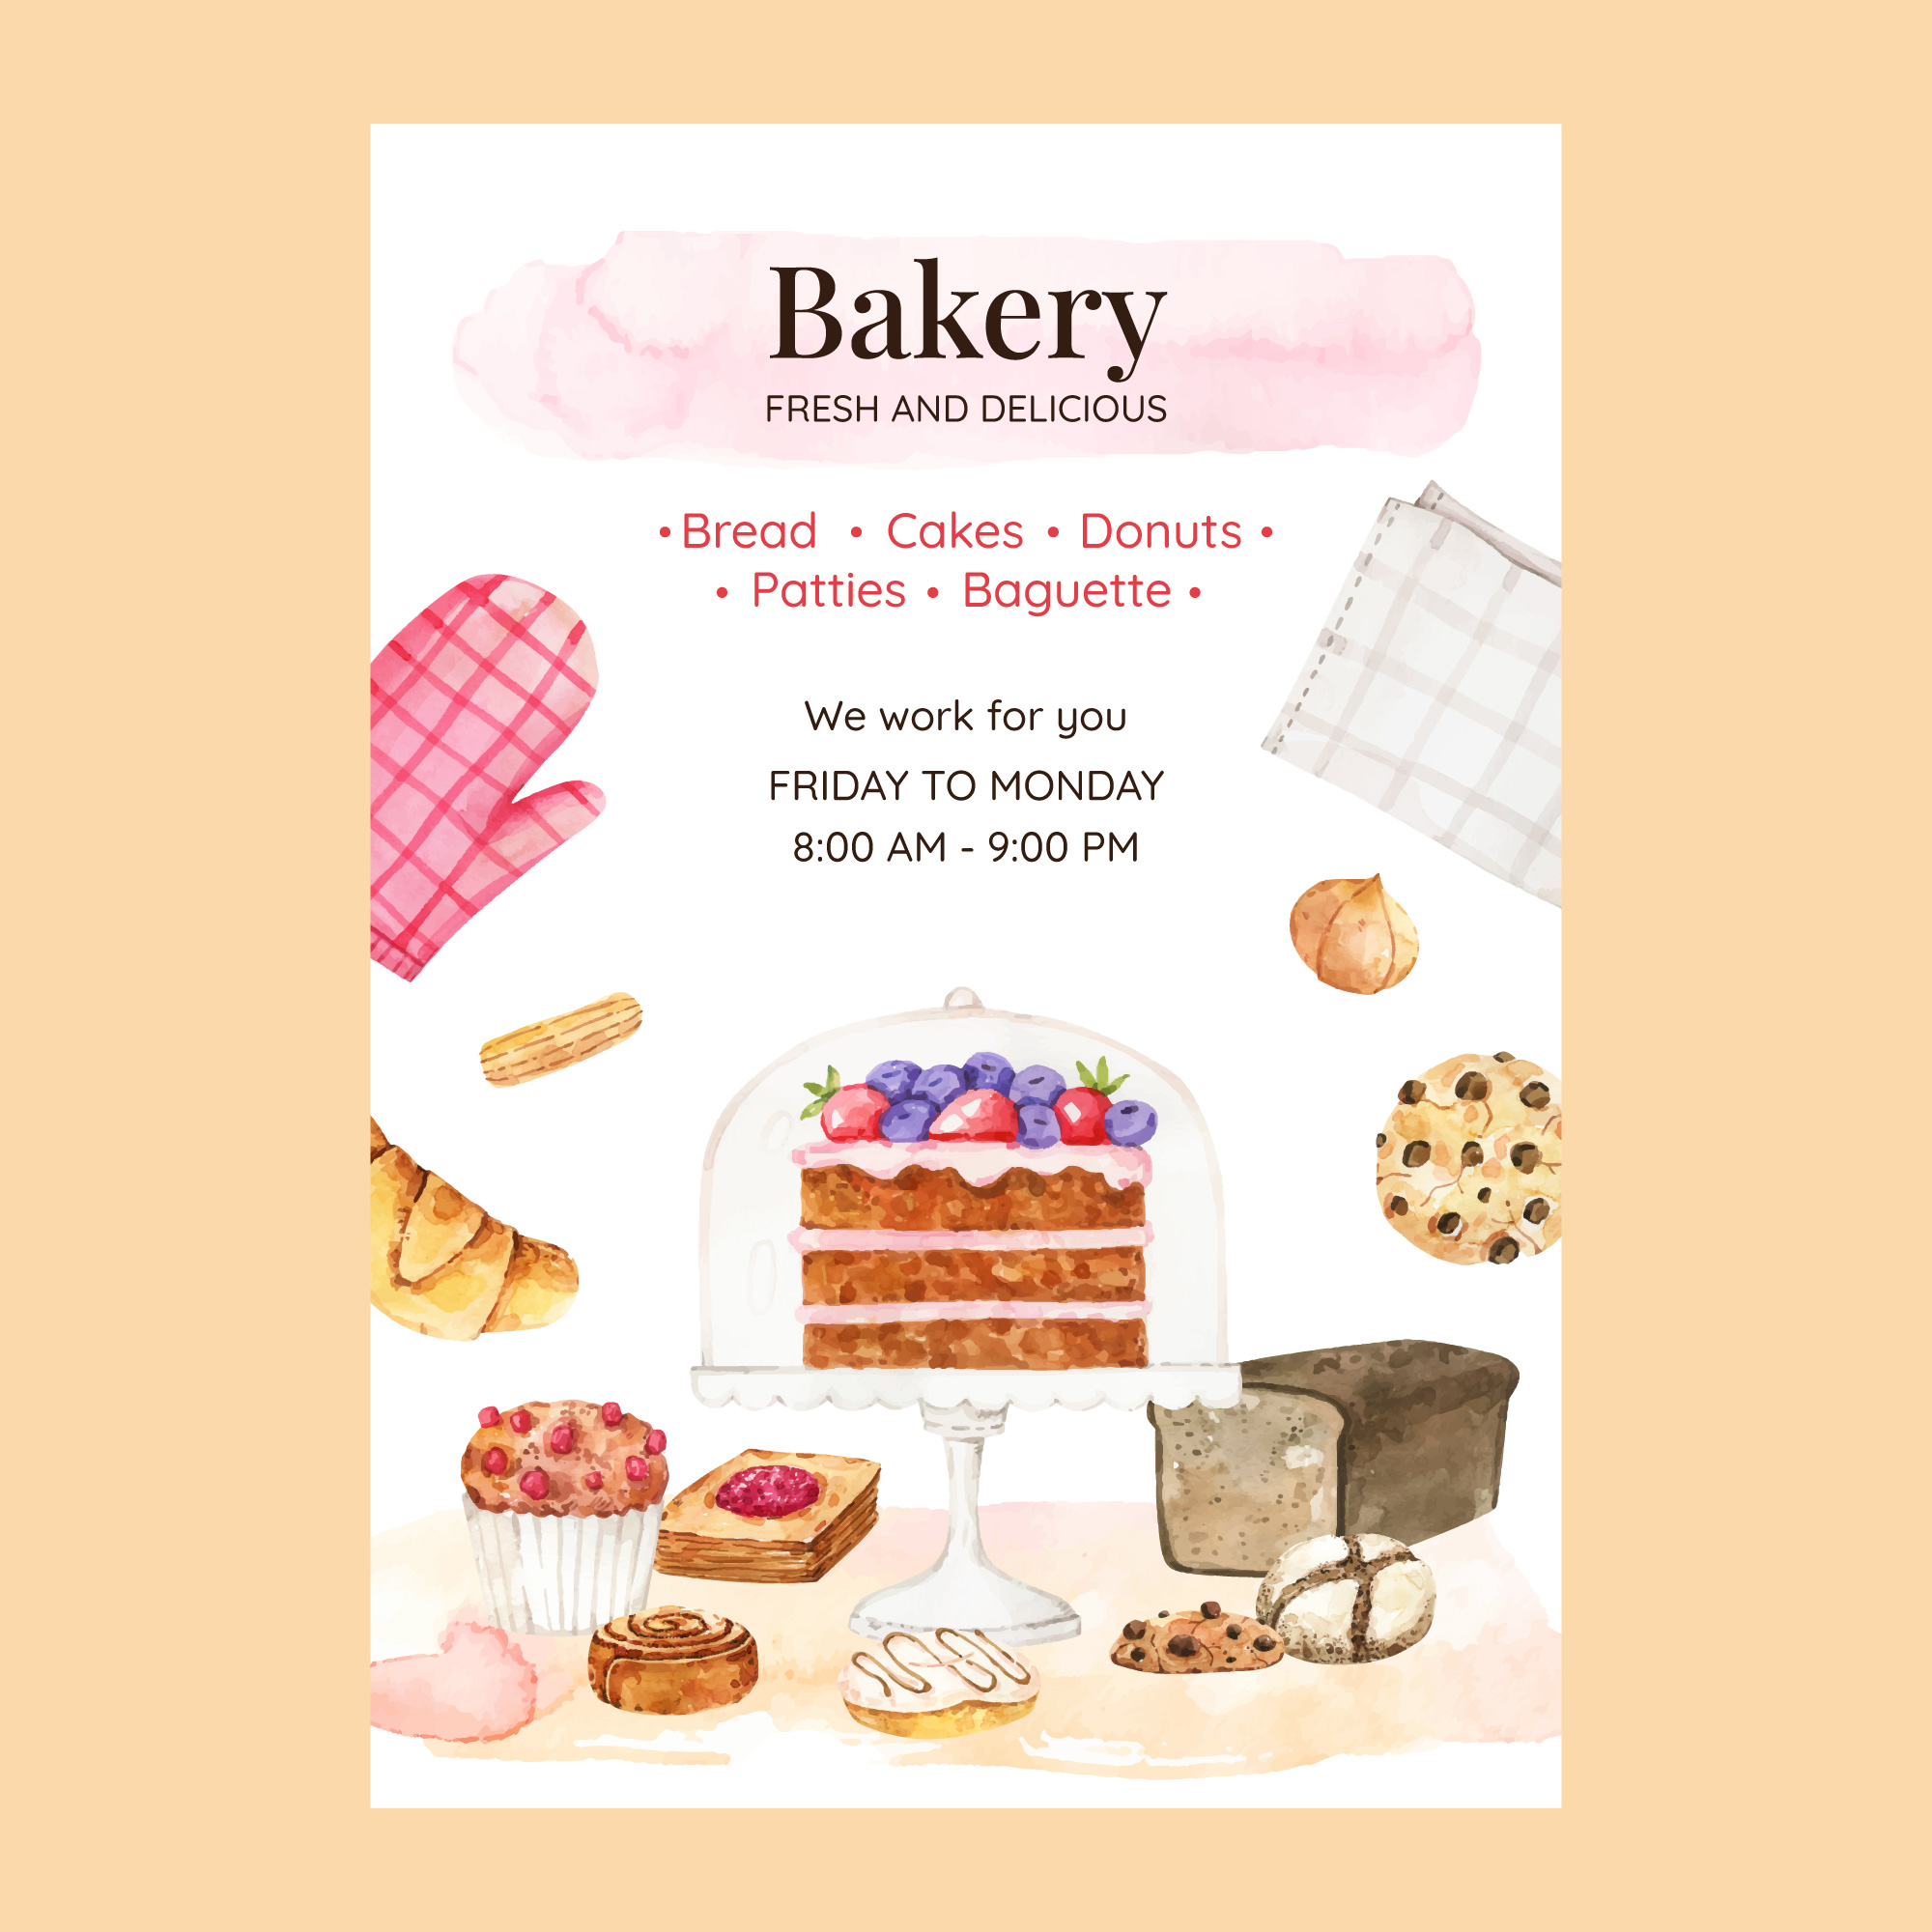 Bakery
FRESH AND DELICIOUS
• Bread • Cakes • Donuts •
• Patties • Baguette •
We work for you
FRIDAY TO MONDAY
8:00 AM - 9:00 PM